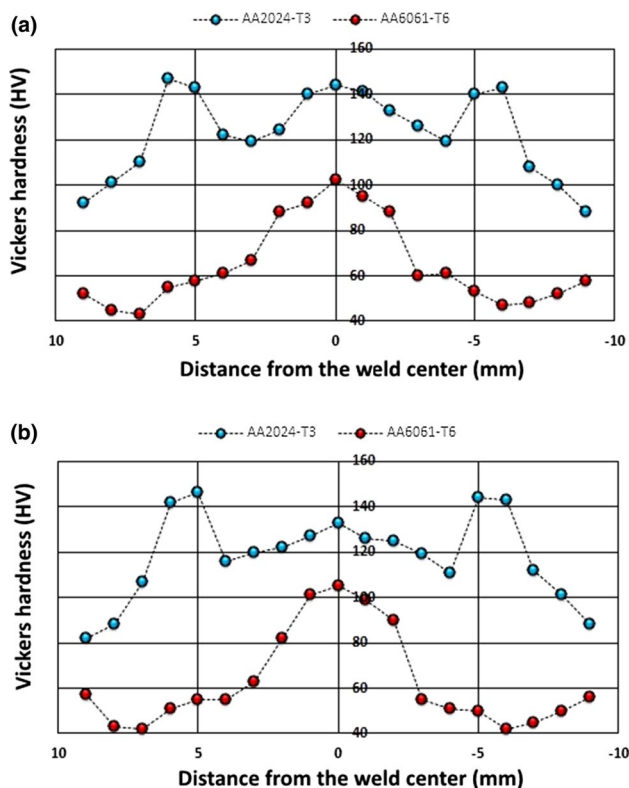 (a)
AA2024-T3 AA6061-T6
Vickers hardness (HV)
160
140
120
100
80
60
40
10 5 0 -5 -10
Distance from the weld center (mm)
(b)
AA2024-T3 AA6061-T6
Vickers hardness (HV)
160
140
120
100
80
60
40
10 5 0 -5 -10
Distance from the weld center (mm)